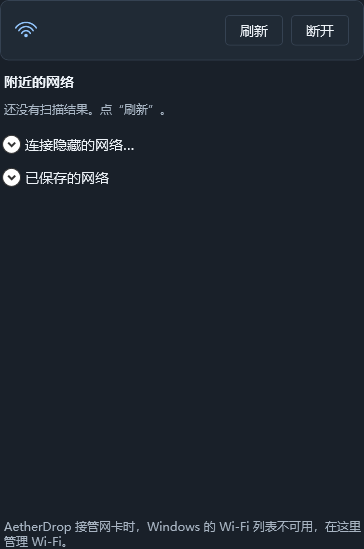 刷新 断开
附近的网络
还没有扫描结果。点“刷新”。
连接隐藏的网络...
已保存的网络
AetherDrop 接管网卡时，Windows 的 Wi-Fi 列表不可用，在这里
管理 Wi-Fi。